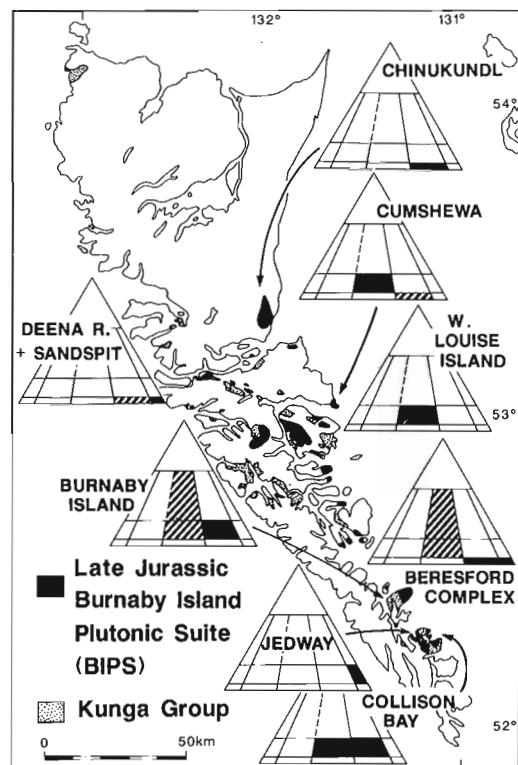 132°
131°
CHINUKUNDL
54°
CUMSHEWA
DEENA R.
+ SANDSPIT
W.
LOUISE
ISLAND
53°
BURNABY
ISLAND
BERESFORD
COMPLEX
Late Jurassic
Burnaby Island
Plutonic Suite
(BIPS)
JEDWAY
Kunga Group
COLLISON
BAY
52°
0
50km